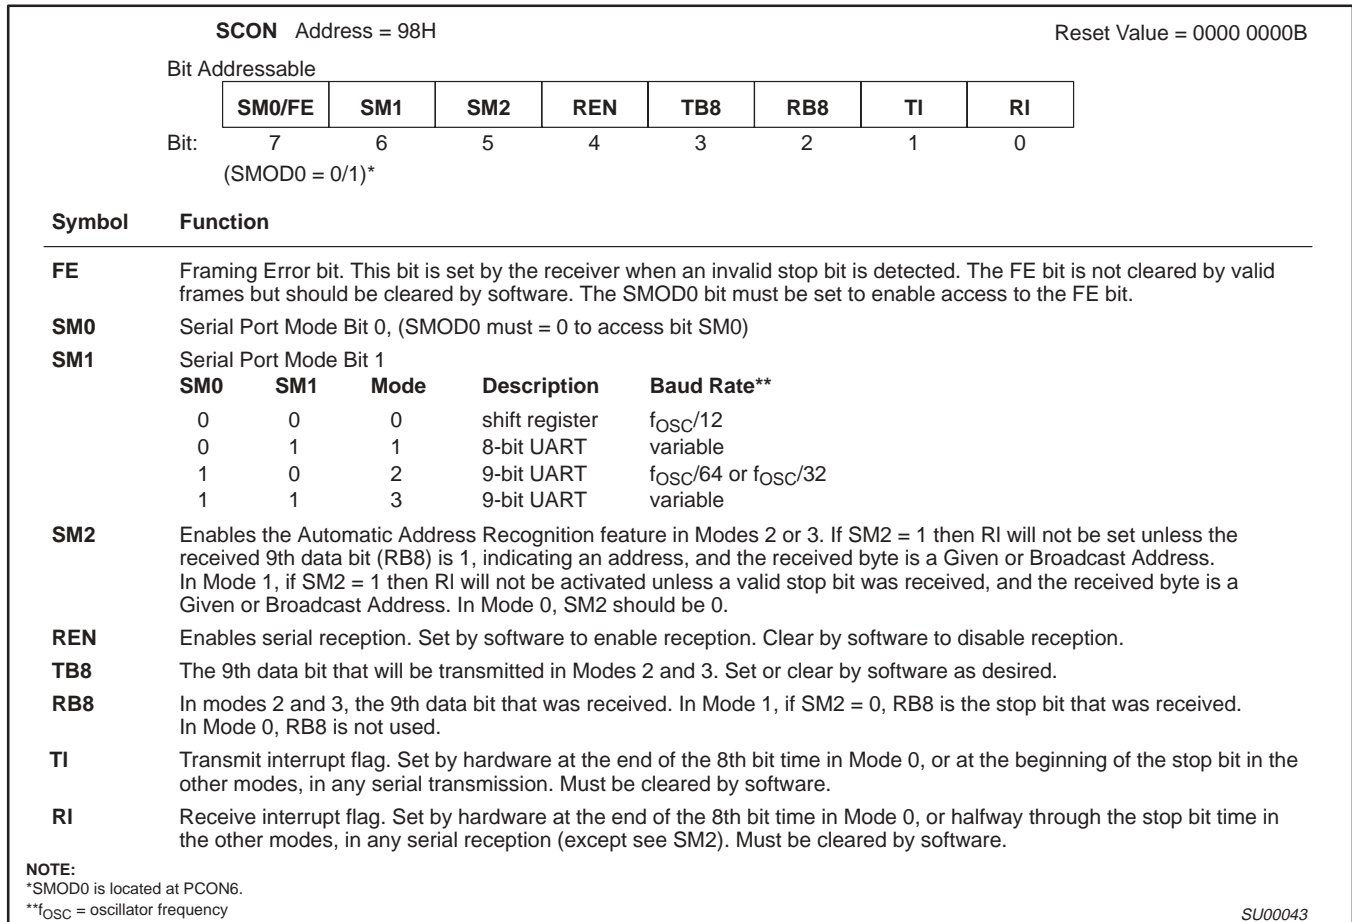 SCON Address = 98H Reset Value = 0000 0000B
Bit Addressable
SM0/FE SM1 SM2 REN TB8 RB8 TI RI
Bit: 7 6 5 4 3 2 1 0
(SMOD0 = 0/1)*
Symbol Function
FE Framing Error bit. This bit is set by the receiver when an invalid stop bit is detected. The FE bit is not cleared by valid
frames but should be cleared by software. The SMOD0 bit must be set to enable access to the FE bit.
SM0 Serial Port Mode Bit 0, (SMOD0 must = 0 to access bit SM0)
SM1 Serial Port Mode Bit 1
SM0 SM1 Mode Description Baud Rate**
0 0 0 shift register fOSC/12
0 1 1 8-bit UART variable
1 0 2 9-bit UART fOSC/64 or fOSC/32
1 1 3 9-bit UART variable
SM2 Enables the Automatic Address Recognition feature in Modes 2 or 3. If SM2 = 1 then Rl will not be set unless the
received 9th data bit (RB8) is 1, indicating an address, and the received byte is a Given or Broadcast Address.
In Mode 1, if SM2 = 1 then Rl will not be activated unless a valid stop bit was received, and the received byte is a
Given or Broadcast Address. In Mode 0, SM2 should be 0.
REN Enables serial reception. Set by software to enable reception. Clear by software to disable reception.
TB8 The 9th data bit that will be transmitted in Modes 2 and 3. Set or clear by software as desired.
RB8 In modes 2 and 3, the 9th data bit that was received. In Mode 1, if SM2 = 0, RB8 is the stop bit that was received.
In Mode 0, RB8 is not used.
TI Transmit interrupt flag. Set by hardware at the end of the 8th bit time in Mode 0, or at the beginning of the stop bit in the
other modes, in any serial transmission. Must be cleared by software.
RI Receive interrupt flag. Set by hardware at the end of the 8th bit time in Mode 0, or halfway through the stop bit time in
the other modes, in any serial reception (except see SM2). Must be cleared by software.
NOTE:
*SMOD0 is located at PCON6.
**fOSC = oscillator frequency SU00043